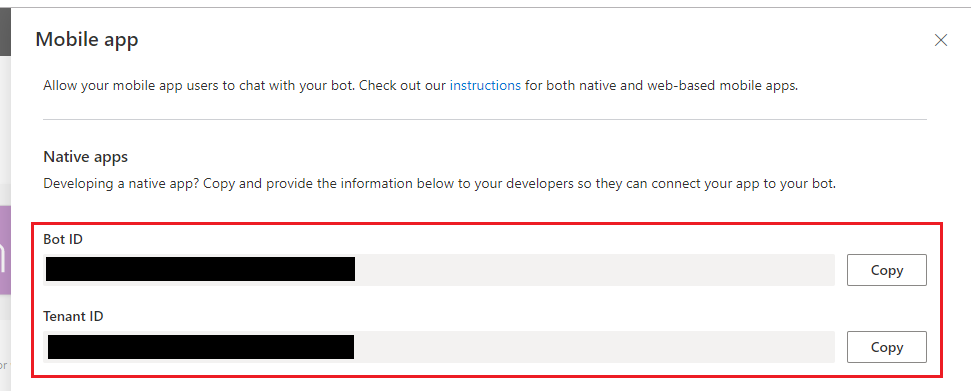 Mobile app
Allow your mobile app users to chat with your bot. Check out our instructions for both native and web-based mobile apps.
Native apps
Developing a native app? Copy and provide the information below to your developers so they can connect your app to your bot.
Bot ID
Copy
Tenant ID
Copy